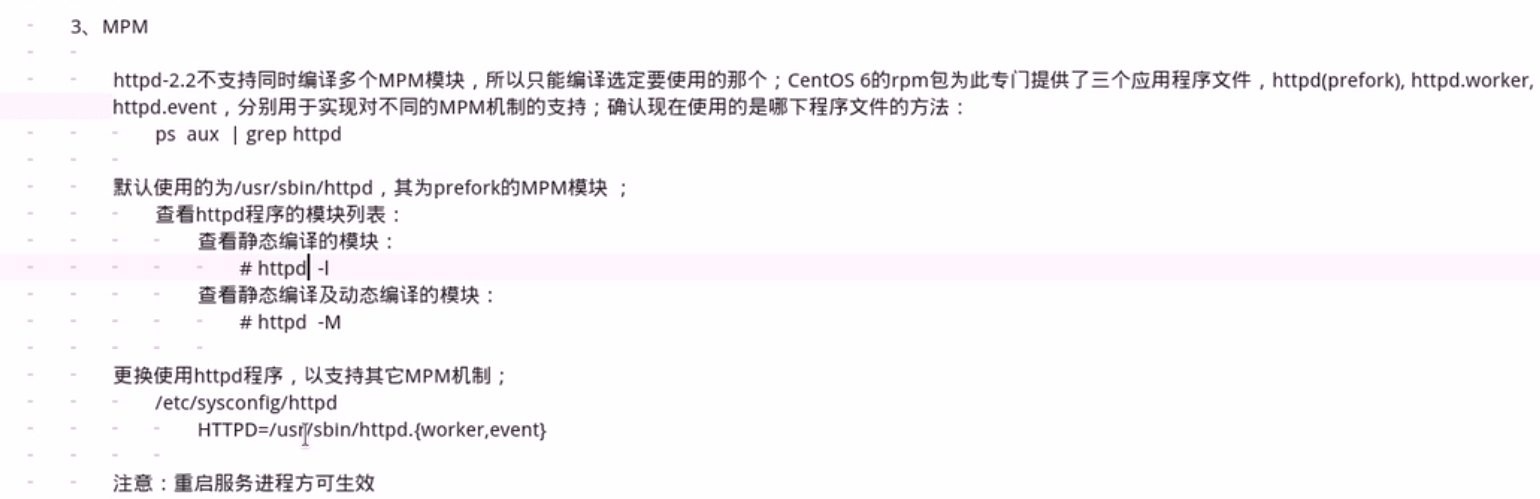 3、MPM
httpd-2.2不支持同时编译多个MPM模块，所以只能编译选定要使用的那个；CentOS 6的rpm包为此专门提供了三个应用程序文件，httpd(prefork), httpd.worker,
httpd.event，分别用于实现对不同的MPM机制的支持；确认现在使用的是哪下程序文件的方法：
ps aux | grep httpd
默认使用的为/usr/sbin/httpd，其为prefork的MPM模块 ；
查看httpd程序的模块列表：
查看静态编译的模块：
# httpd -l
查看静态编译及动态编译的模块：
# httpd -M
更换使用httpd程序，以支持其它MPM机制；
/etc/sysconfig/httpd
HTTPD=/usr/sbin/httpd.{worker,event}
注意：重启服务进程方可生效